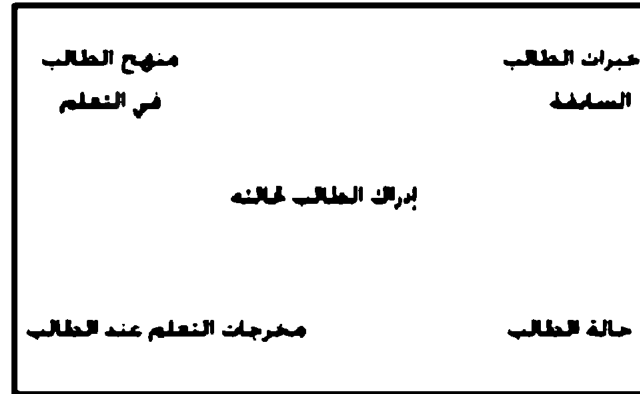 خبرات الطالب
السابقة
منهج الطالب
في التعلم
إدراك الطالب لحالته
حالة الطالب
مخرجات التعلم عند الطالب